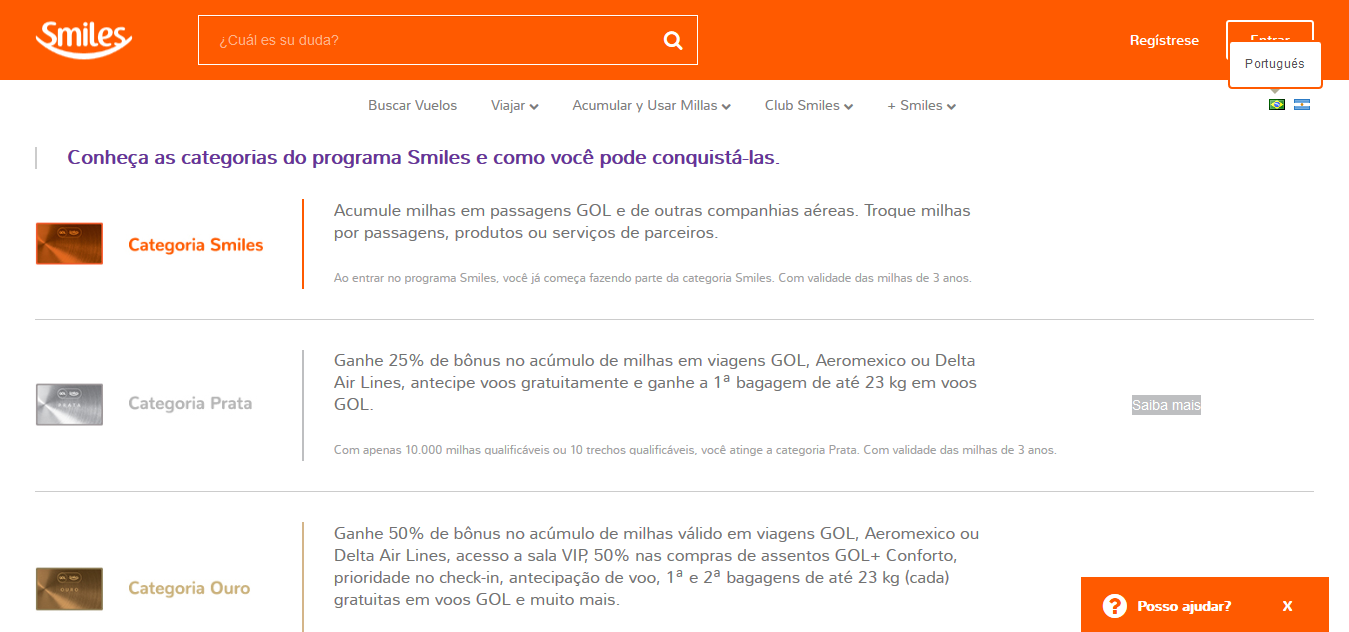 Smiles
¿Cuál es su duda?
Regístrese
Entrar
Português
Buscar Vuelos
Viajar
Acumular y Usar Millas
Club Smiles
+ Smiles
Conheça as categorias do programa Smiles e como você pode conquistá-las.
Categoria Smiles
Acumule milhas em passagens GOL e de outras companhias aéreas. Troque milhas
por passagens, produtos ou serviços de parceiros.
Ao entrar no programa Smiles, você já começa fazendo parte da categoria Smiles. Com validade das milhas de 3 anos.
PRATA
Categoria Prata
Ganhe 25% de bônus no acúmulo de milhas em viagens GOL, Aeromexico ou Delta
Air Lines, antecipe voos gratuitamente e ganhe a 1ª bagagem de até 23 kg em voos
GOL.
Com apenas 10.000 milhas qualificáveis ou 10 trechos qualificáveis, você atinge a categoria Prata. Com validade das milhas de 3 anos.
Saiba mais
OURO
Categoria Ouro
Ganhe 50% de bônus no acúmulo de milhas válido em viagens GOL, Aeromexico ou
Delta Air Lines, acesso a sala VIP, 50% nas compras de assentos GOL+ Conforto,
prioridade no check-in, antecipação de voo, 1ª e 2ª bagagens de até 23 kg (cada)
gratuitas em voos GOL e muito mais.
? Posso ajudar? X